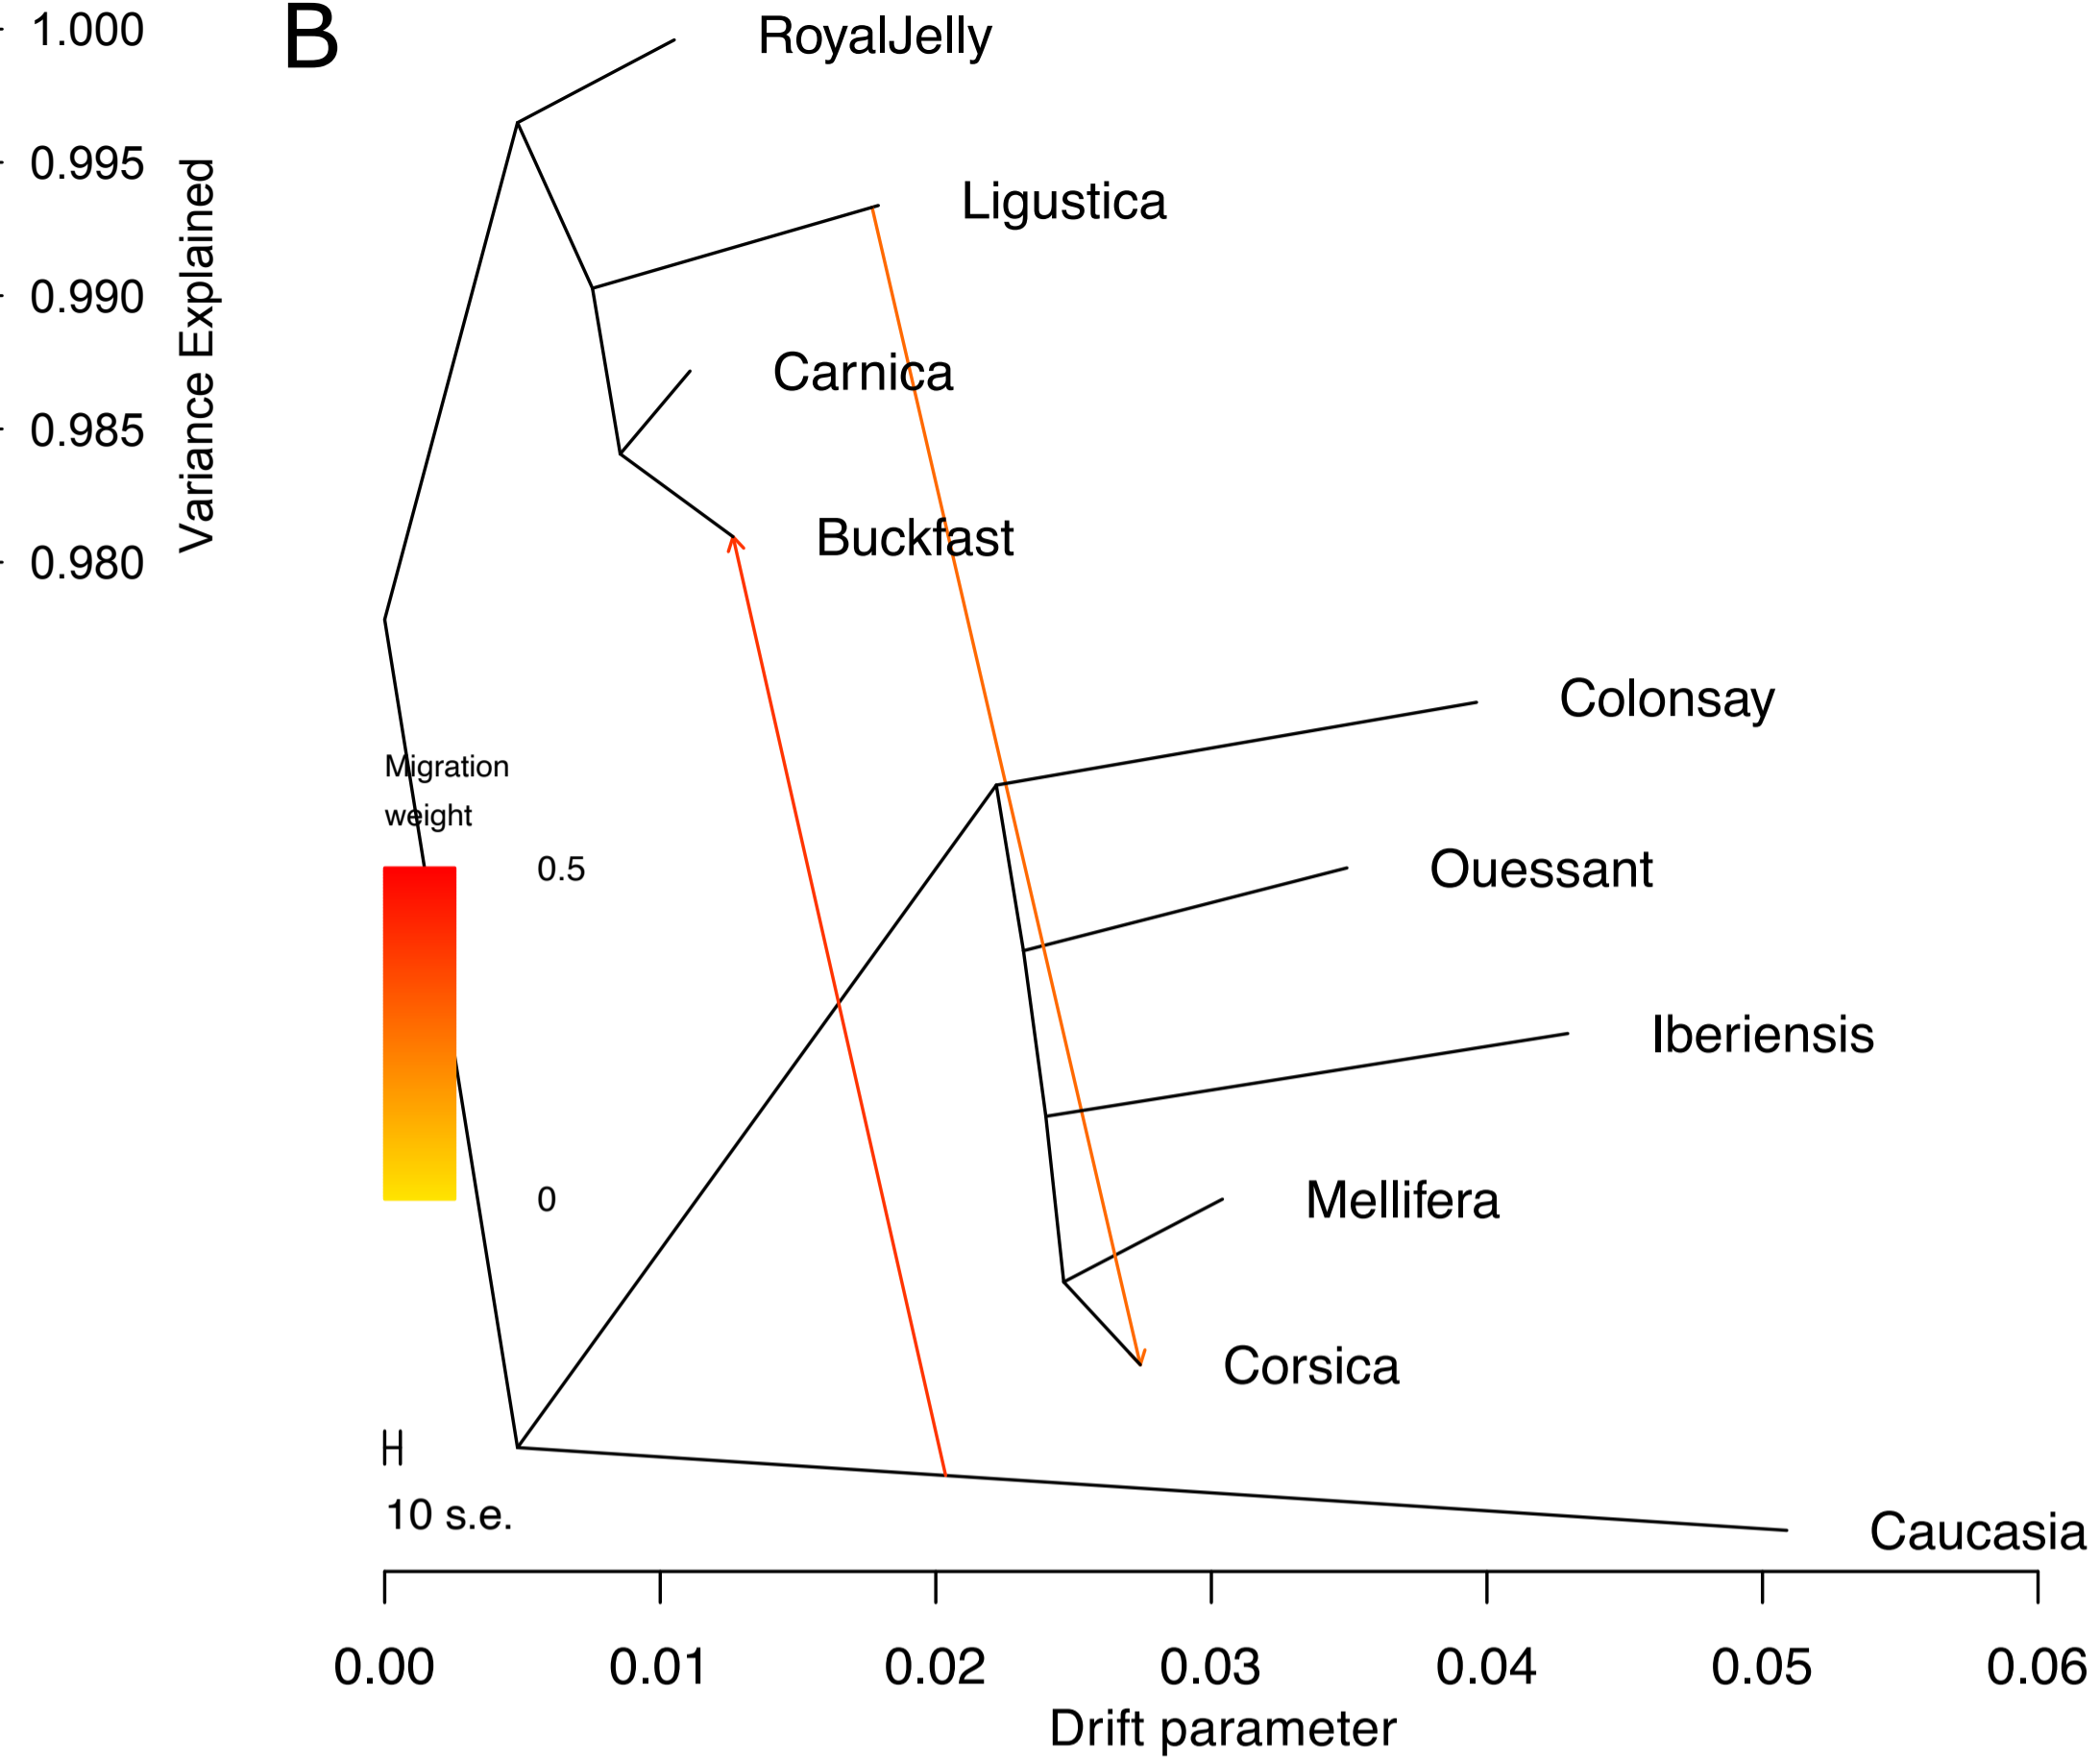 1.000
0.995
0.990
0.985
0.980
Variance Explained
B
RoyalJelly
Ligustica
Carnica
Buckfast
Colonsay
Ouessant
Iberiensis
Mellifera
Corsica
Caucasia
Migration
weight
0.5
0
10 s.e.
0.00 0.01 0.02 0.03 0.04 0.05 0.06
Drift parameter